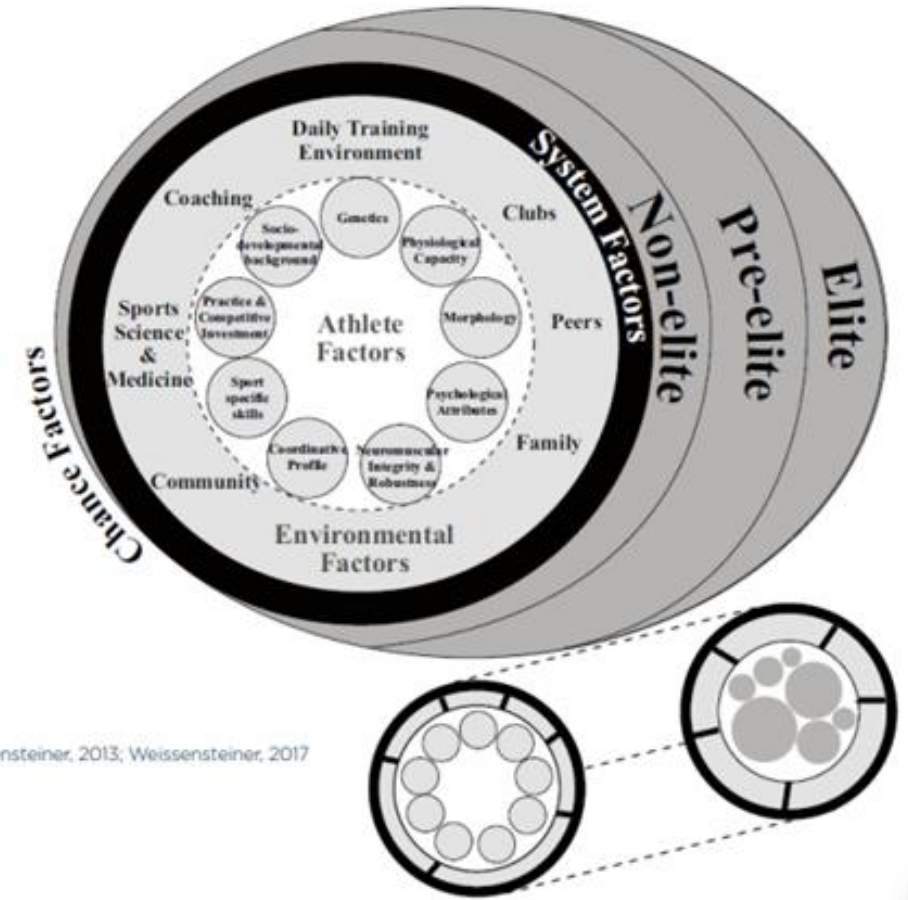 Daily Training
Environment
Coaching
Clubs
Sports
Science
&
Medicine
Peers
Family
Community
Environmental
Factors
Athlete
Factors
Genetics
Physiological
Capacity
Morphology
Psychological
Attributes
Neuromuscular
Integrity &
Robustness
Coordinative
Profile
Sport
specific
skills
Practice &
Competitive
Investment
Socio-
developmental
background
System Factors
Non-elite
Pre-elite
Elite
Chance Factors
nsteiner, 2013; Weissensteiner, 2017